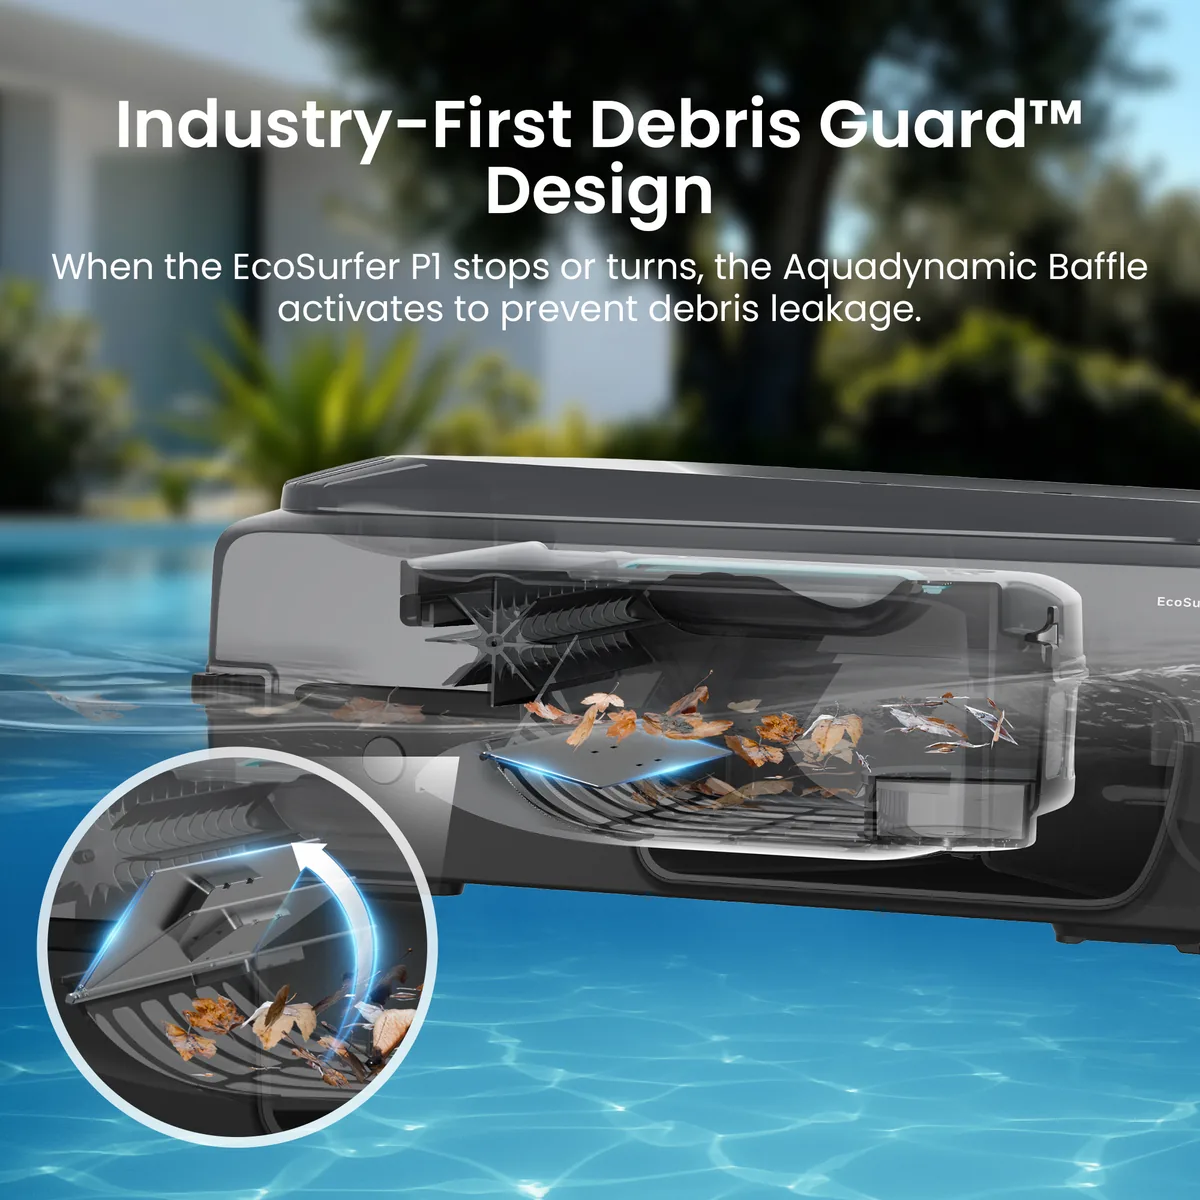 Industry-First Debris Guard™
Design
When the EcoSurfer P1 stops or turns, the Aquadynamic Baffle
activates to prevent debris leakage.
EcoSu